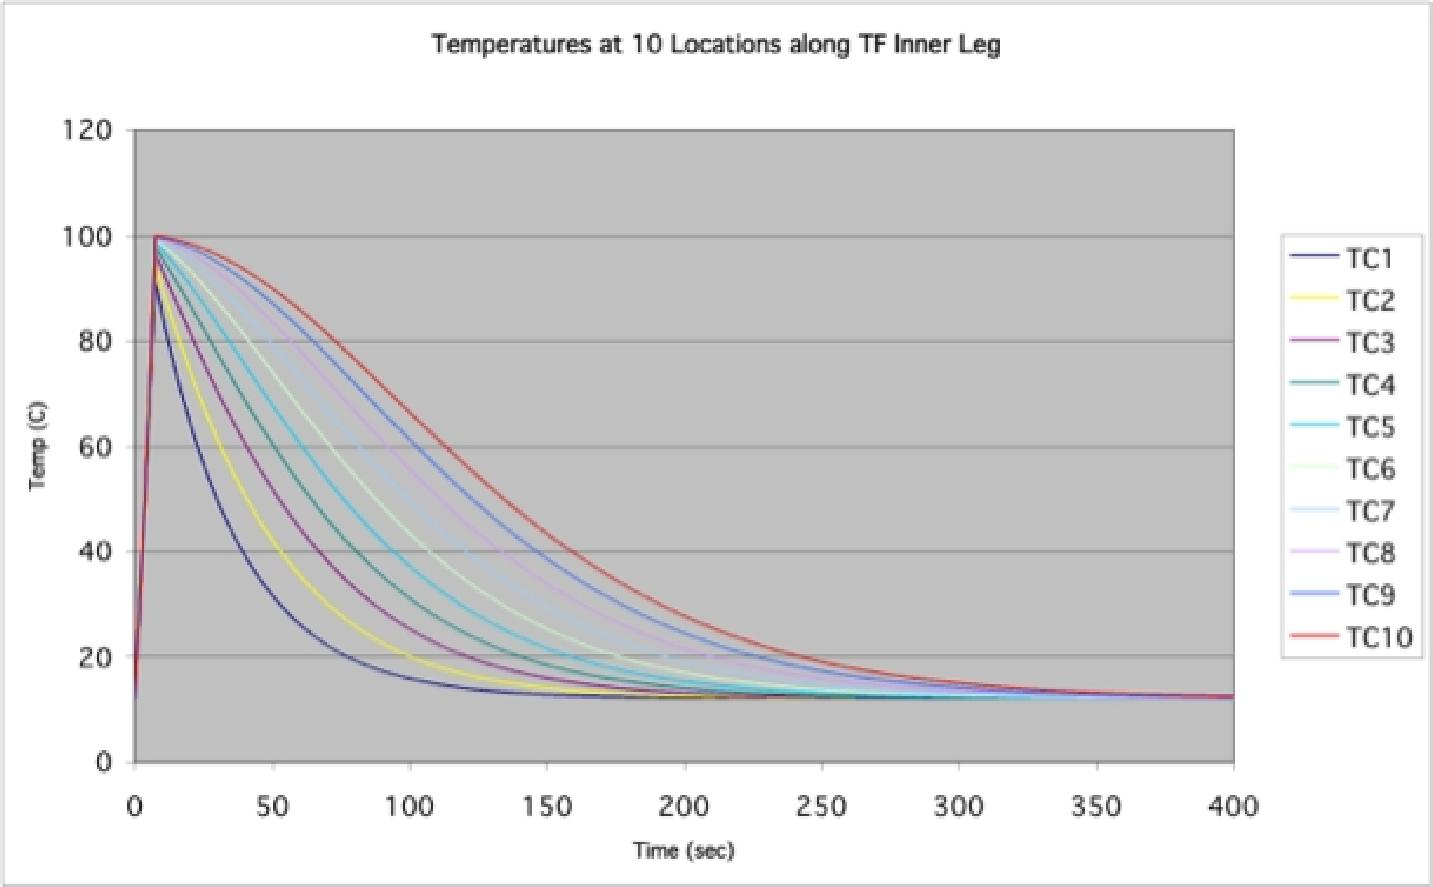 Temperatures at 10 Locations along TF Inner Leg
120
100
80
60
40
20
0
Temp (C)
0 50 100 150 200 250 300 350 400
Time (sec)
TC1
TC2
TC3
TC4
TC5
TC6
TC7
TC8
TC9
TC10